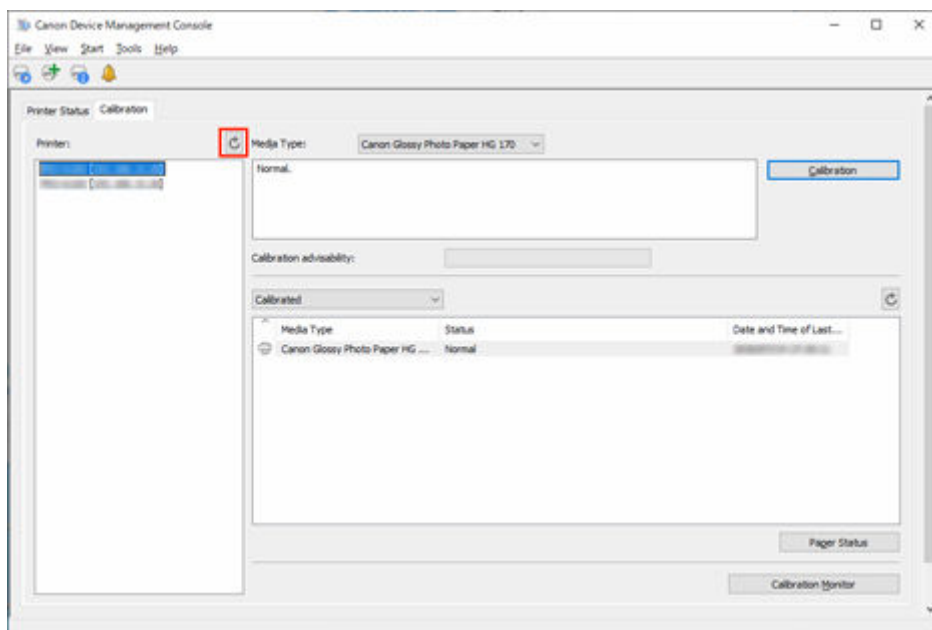 Canon Device Management Console
File View Start Tools Help
Printer Status Calibration
Printer: Media Type: Canon Glossy Photo Paper HG 170
Normal. Calibration
Calibration advisability:
Calibrated
Media Type Status Date and Time of Last...
Canon Glossy Photo Paper HG ... Normal
Paper Status
Calibration Monitor